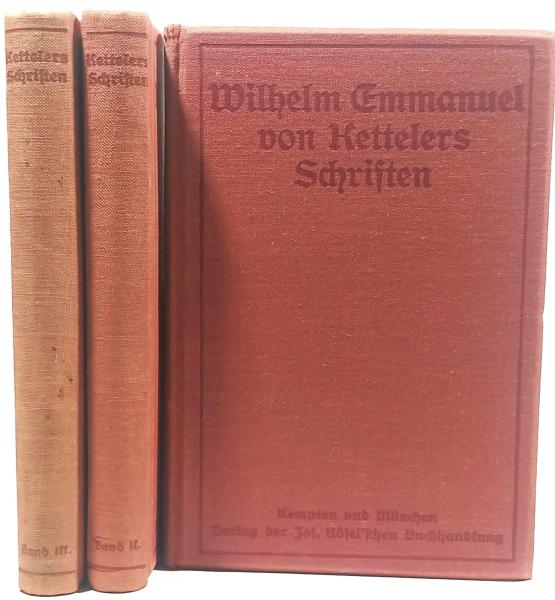 Kettelers
Schriften
Band III.
Kettelers
Schriften
Band II.
Wilhelm Emmanuel
von Kettelers
Schriften
Kempten und München
Verlag der Jos. Kösel'schen Buchhandlung